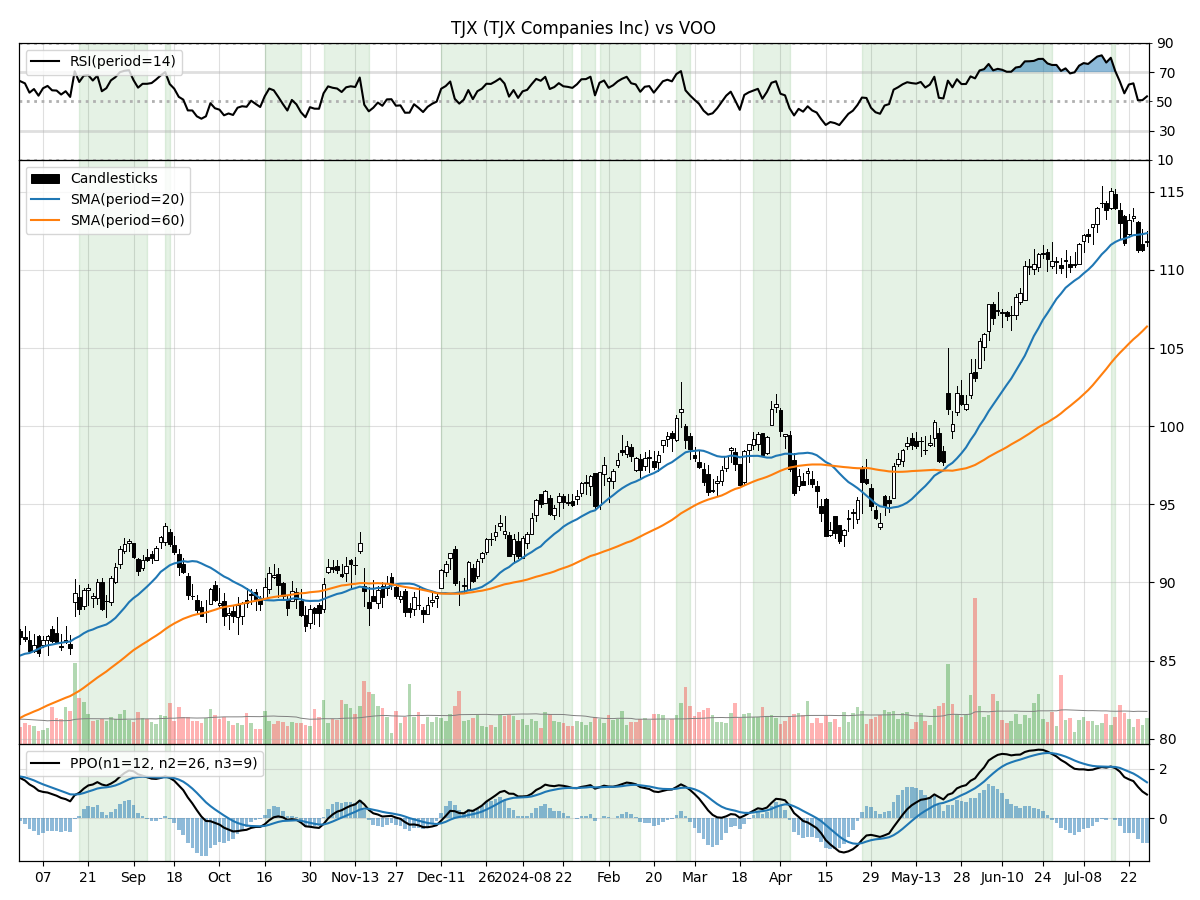 TJX (TJX Companies Inc) vs VOO
RSI(period=14)
90
70
50
30
10
Candlesticks
SMA(period=20)
SMA(period=60)
115
110
105
100
95
90
85
80
PPO(n1=12, n2=26, n3=9)
2
0
07 21 Sep 18 Oct 16 30 Nov-13 27 Dec-11 26 2024-08 22 Feb 20 Mar 18 Apr 15 29 May-13 28 Jun-10 24 Jul-08 22